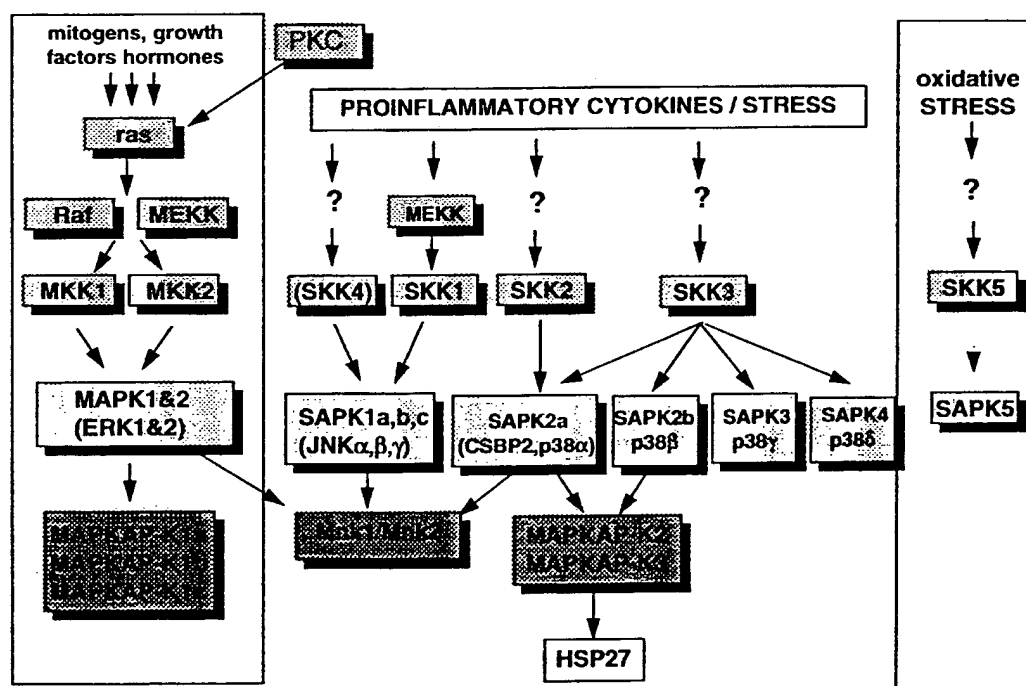 mitogens, growth
factors hormones
PKC
PROINFLAMMATORY CYTOKINES / STRESS
oxidative
STRESS
ras
?
MEKK
?
?
?
Raf
MEKK
MKK1
MKK2
(SKK4)
SKK1
SKK2
SKK3
SKK5
MAPK1&2
(ERK1&2)
SAPK1a,b,c
(JNKα,β,γ)
SAPK2a
(CSBP2,p38α)
SAPK2b
p38β
SAPK3
p38γ
SAPK4
p38δ
SAPK5
Mnk1/Mnk2
MAPKAP-K2
MAPKAP-K3
HSP27